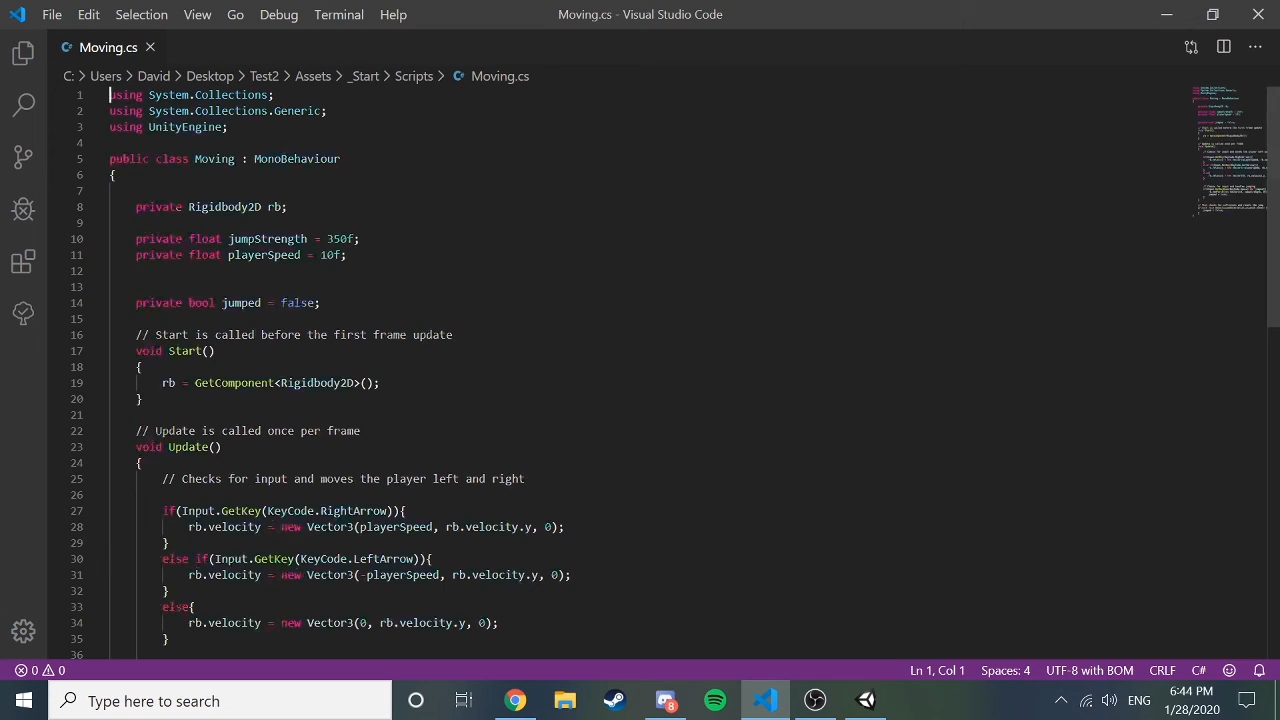 File Edit Selection View Go Debug Terminal Help
Moving.cs - Visual Studio Code
Moving.cs
C: > Users > David > Desktop > Test2 > Assets > _Start > Scripts > Moving.cs
1 using System.Collections;
2 using System.Collections.Generic;
3 using UnityEngine;
4
5 public class Moving : MonoBehaviour
6 {
7
8 private Rigidbody2D rb;
9
10 private float jumpStrength = 350f;
11 private float playerSpeed = 10f;
12
13
14 private bool jumped = false;
15
16 // Start is called before the first frame update
17 void Start()
18 {
19 rb = GetComponent<Rigidbody2D>();
20 }
21
22 // Update is called once per frame
23 void Update()
24 {
25 // Checks for input and moves the player left and right
26
27 if(Input.GetKey(KeyCode.RightArrow)){
28 rb.velocity = new Vector3(playerSpeed, rb.velocity.y, 0);
29 }
30 else if(Input.GetKey(KeyCode.LeftArrow)){
31 rb.velocity = new Vector3(-playerSpeed, rb.velocity.y, 0);
32 }
33 else{
34 rb.velocity = new Vector3(0, rb.velocity.y, 0);
35 }
36
0 0
Ln 1, Col 1
Spaces: 4
UTF-8 with BOM
CRLF
C#
Type here to search
8
ENG
6:44 PM
1/28/2020